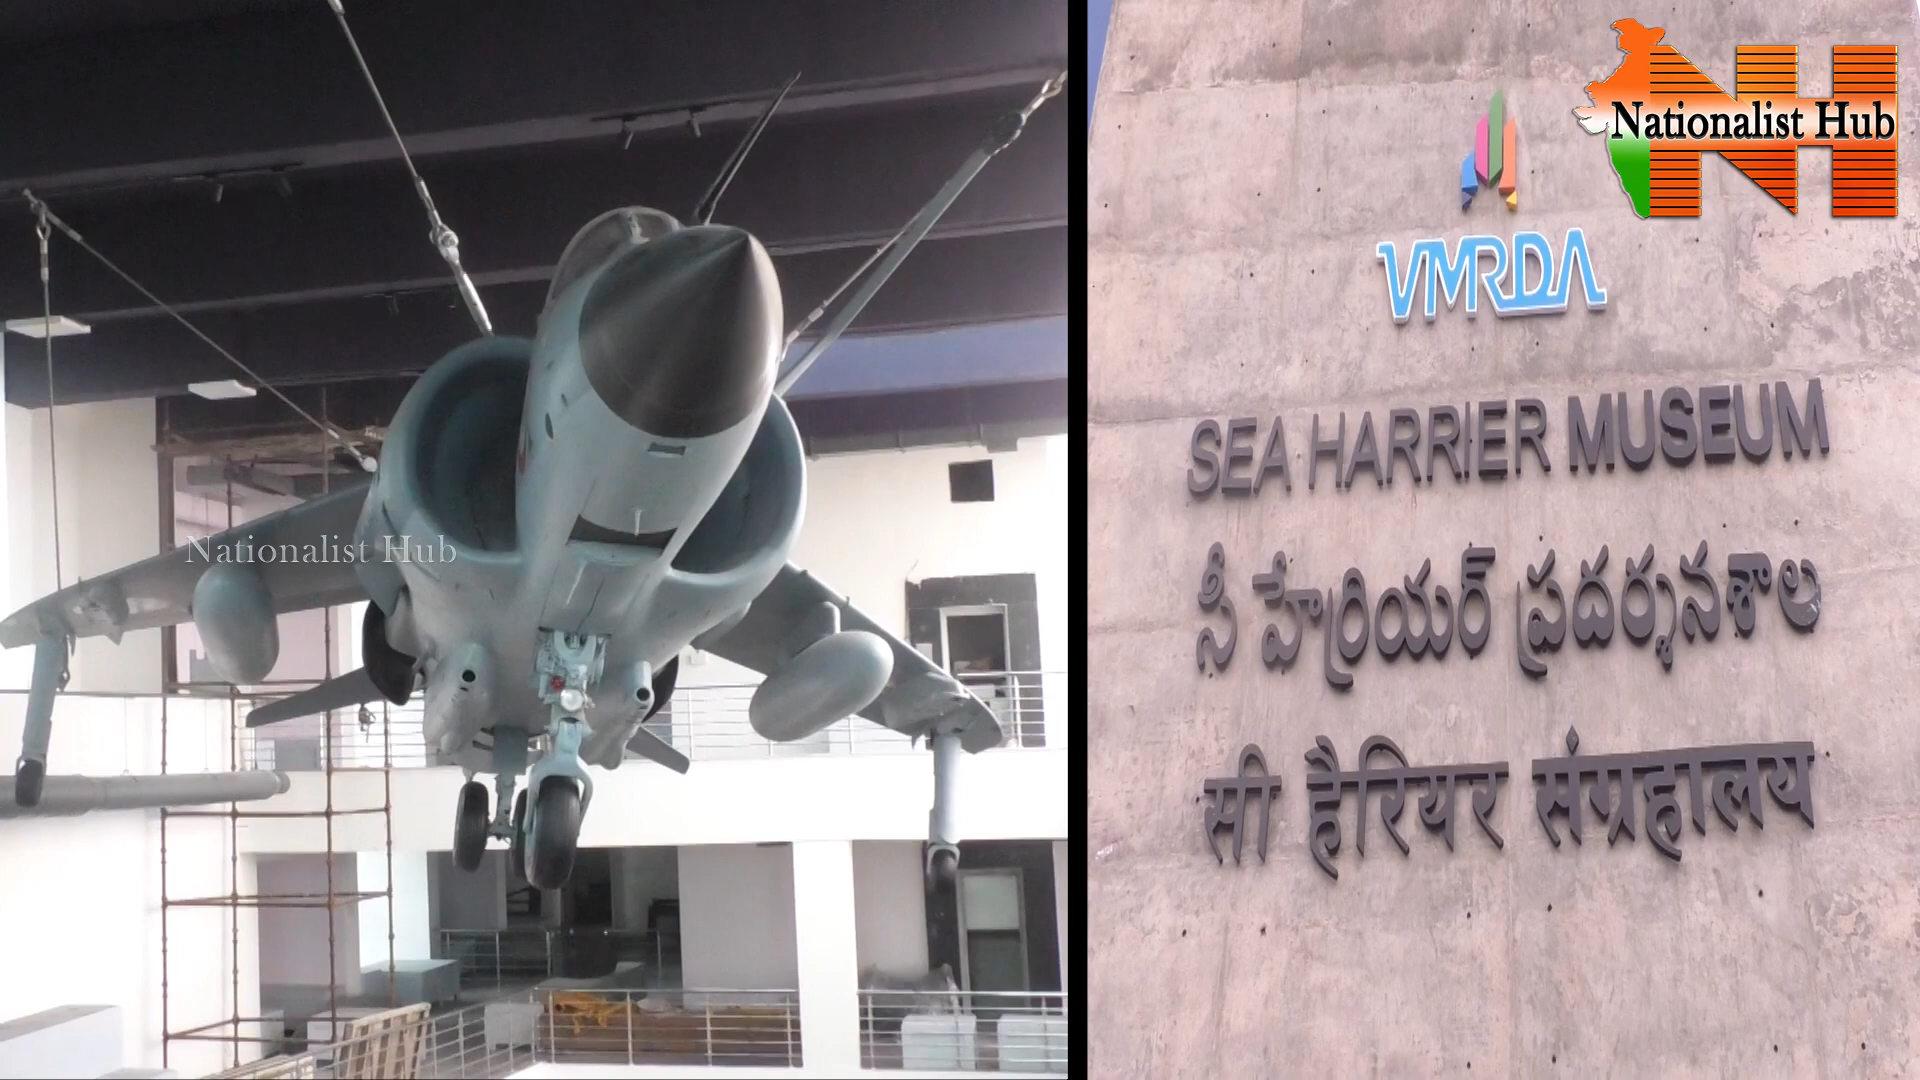 Nationalist Hub
Nationalist Hub
VMRDA
SEA HARRIER MUSEUM
సీ హేరియర్ ప్రదర్శనశాల
सी हैरियर संग्रहालय